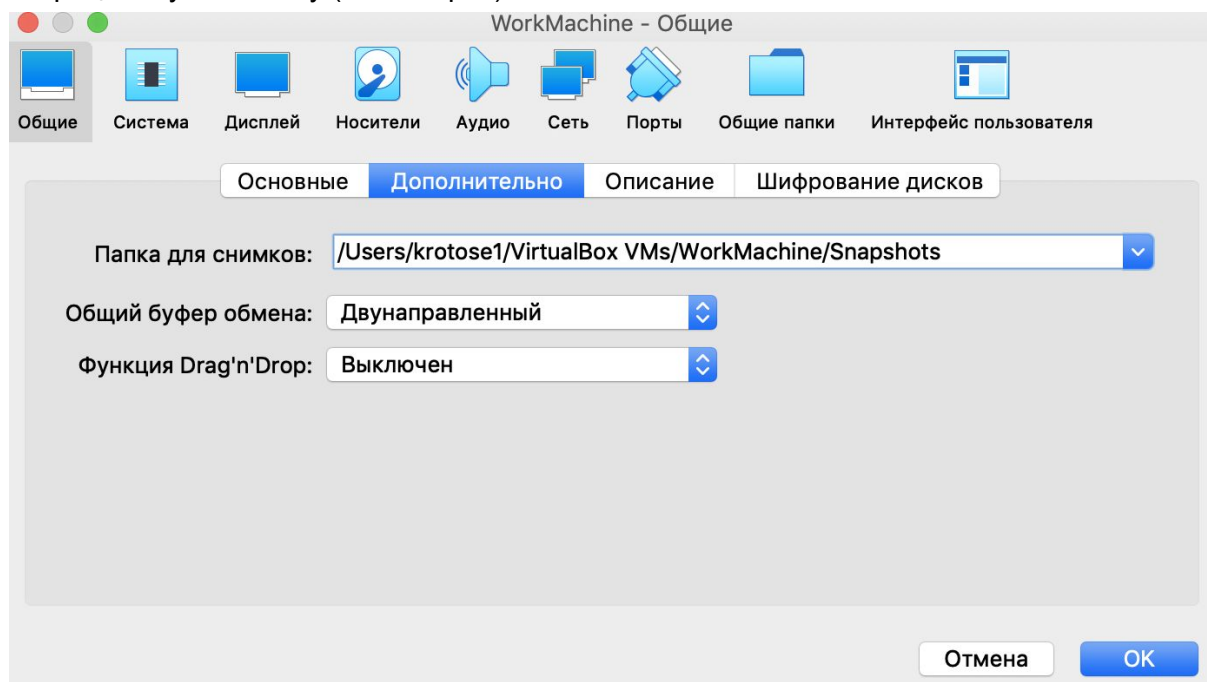 WorkMachine - Общие
Общие Система Дисплей Носители Аудио Сеть Порты Общие папки Интерфейс пользователя
Основные Дополнительно Описание Шифрование дисков
Папка для снимков: /Users/krotose1/VirtualBox VMs/WorkMachine/Snapshots
Общий буфер обмена: Двунаправленный
Функция Drag'n'Drop: Выключен
Отмена OK